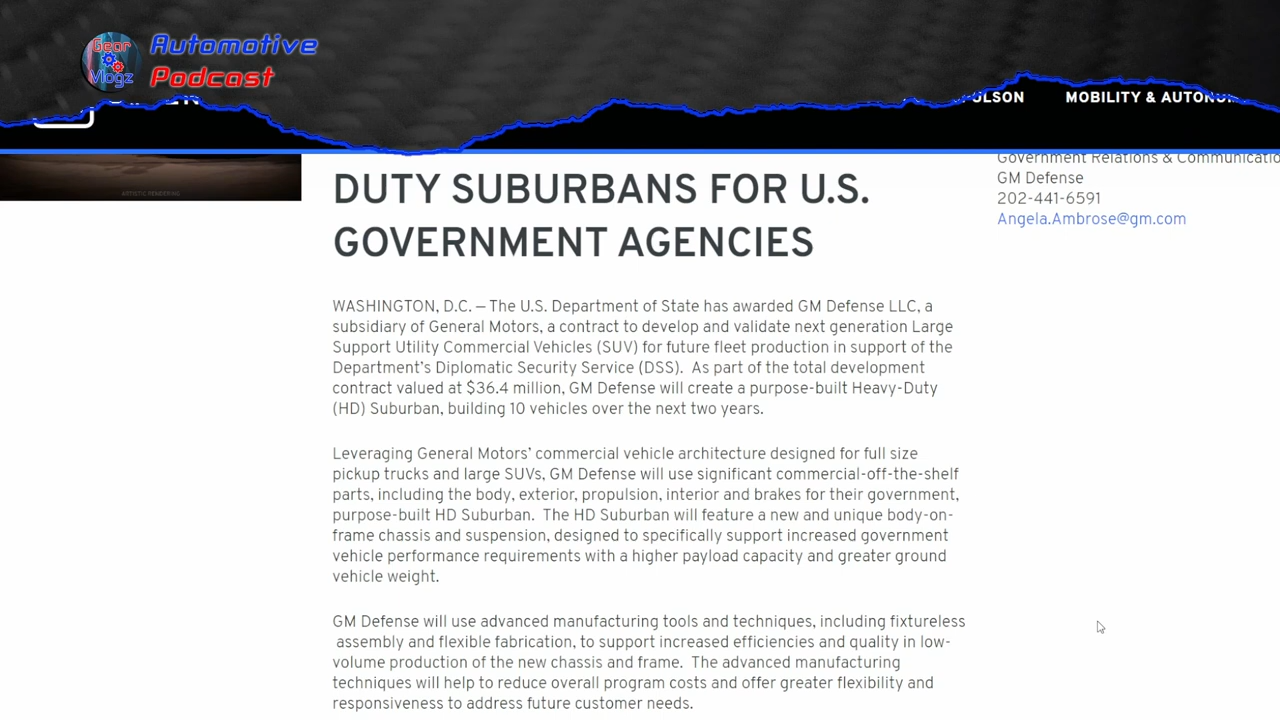 Gear
Vlogz
Automotive
Podcast
MOBILITY &
ARTISTIC RENDERING
DUTY SUBURBANS FOR U.S.
GOVERNMENT AGENCIES
Government Relations &
GM Defense
202-441-6591
Angela.Ambrose@gm.com
WASHINGTON, D.C. – The U.S. Department of State has awarded GM Defense LLC, a
subsidiary of General Motors, a contract to develop and validate next generation Large
Support Utility Commercial Vehicles (SUV) for future fleet production in support of the
Department's Diplomatic Security Service (DSS). As part of the total development
contract valued at $36.4 million, GM Defense will create a purpose-built Heavy-Duty
(HD) Suburban, building 10 vehicles over the next two years.
Leveraging General Motors' commercial vehicle architecture designed for full size
pickup trucks and large SUVs, GM Defense will use significant commercial-off-the-shelf
parts, including the body, exterior, propulsion, interior and brakes for their government,
purpose-built HD Suburban. The HD Suburban will feature a new and unique body-on-
frame chassis and suspension, designed to specifically support increased government
vehicle performance requirements with a higher payload capacity and greater ground
vehicle weight.
GM Defense will use advanced manufacturing tools and techniques, including fixtureless
assembly and flexible fabrication, to support increased efficiencies and quality in low-
volume production of the new chassis and frame. The advanced manufacturing
techniques will help to reduce overall program costs and offer greater flexibility and
responsiveness to address future customer needs.